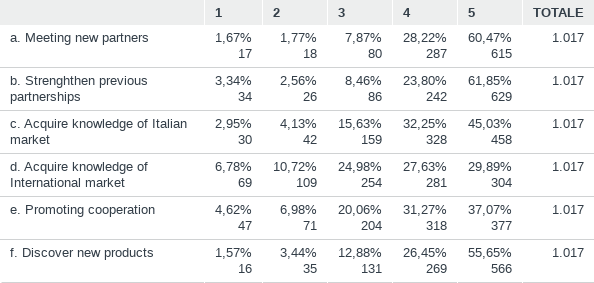 1 2 3 4 5 TOTALE
a. Meeting new partners 1,67% 1,77% 7,87% 28,22% 60,47% 1.017
17 18 80 287 615
b. Strenghthen previous 3,34% 2,56% 8,46% 23,80% 61,85% 1.017
partnerships 34 26 86 242 629
c. Acquire knowledge of Italian 2,95% 4,13% 15,63% 32,25% 45,03% 1.017
market 30 42 159 328 458
d. Acquire knowledge of 6,78% 10,72% 24,98% 27,63% 29,89% 1.017
International market 69 109 254 281 304
e. Promoting cooperation 4,62% 6,98% 20,06% 31,27% 37,07% 1.017
47 71 204 318 377
f. Discover new products 1,57% 3,44% 12,88% 26,45% 55,65% 1.017
16 35 131 269 566